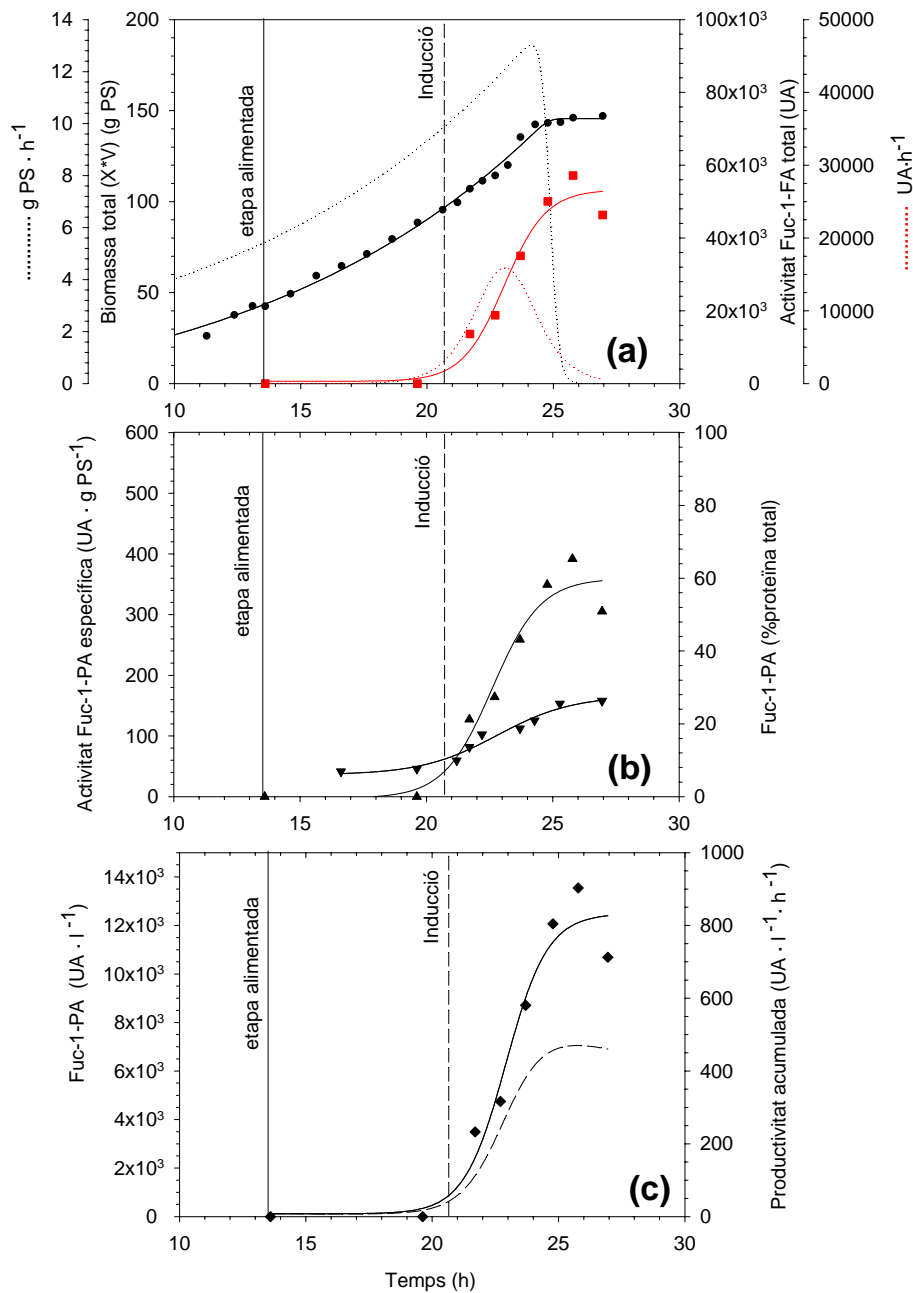 14
12
10
8
6
4
2
0
......... g PS · h⁻¹
200
150
100
50
0
Biomassa total (X*V) (g PS)
etapa alimentada
Inducció
(a)
100x10³
80x10³
60x10³
40x10³
20x10³
0
Activitat Fuc-1-FA total (UA)
50000
40000
30000
20000
10000
0
......... UA·h⁻¹
10 15 20 25 30
600
500
400
300
200
100
0
Activitat Fuc-1-PA específica (UA · g PS⁻¹)
etapa alimentada
Inducció
(b)
100
80
60
40
20
0
Fuc-1-PA (%proteïna total)
10 15 20 25 30
14x10³
12x10³
10x10³
8x10³
6x10³
4x10³
2x10³
0
Fuc-1-PA (UA · l⁻¹)
etapa alimentada
Inducció
(c)
1000
800
600
400
200
0
Productivitat acumulada (UA · l⁻¹· h⁻¹)
10 15 20 25 30
Temps (h)